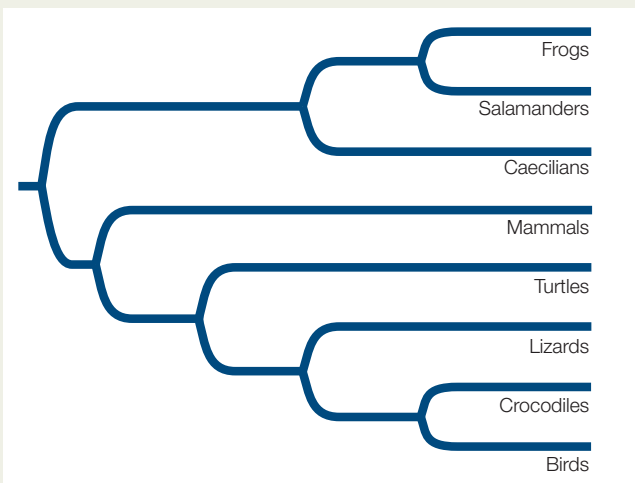 Frogs
Salamanders
Caecilians
Mammals
Turtles
Lizards
Crocodiles
Birds